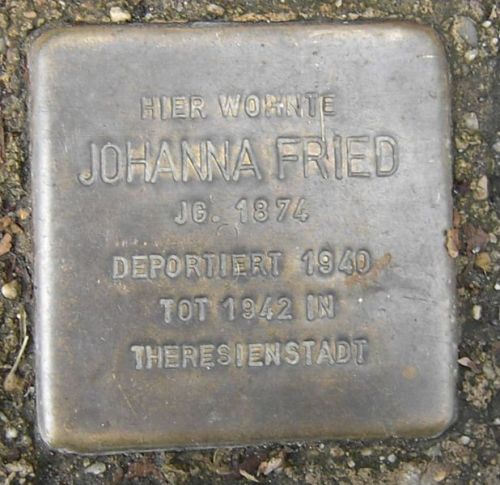 HIER WOHNTE
JOHANNA FRIED
JG. 1874
DEPORTIERT 1940
TOT 1942 IN
THERESIENSTADT